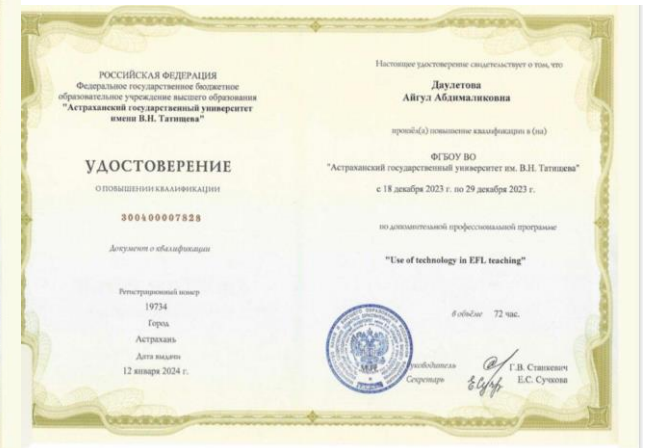 РОССИЙСКАЯ ФЕДЕРАЦИЯ
Федеральное государственное бюджетное
образовательное учреждение высшего образования
"Астраханский государственный университет
имени В.Н. Татищева"
УДОСТОВЕРЕНИЕ
О ПОВЫШЕНИИ КВАЛИФИКАЦИИ
300400007828
Документ о квалификации
Регистрационный номер
19734
Город
Астрахань
Дата выдачи
12 января 2024 г.
Настоящее удостоверение свидетельствует о том, что
Даулетова
Айгул Абдималиковна
прошёл(а) повышение квалификации в (на)
ФГБОУ ВО
"Астраханский государственный университет им. В.Н. Татищева"
с 18 декабря 2023 г. по 29 декабря 2023 г.
по дополнительной профессиональной программе
"Use of technology in EFL teaching"
в объёме 72 час.
Руководитель Г.В. Станкевич
Секретарь Е.С. Сучкова